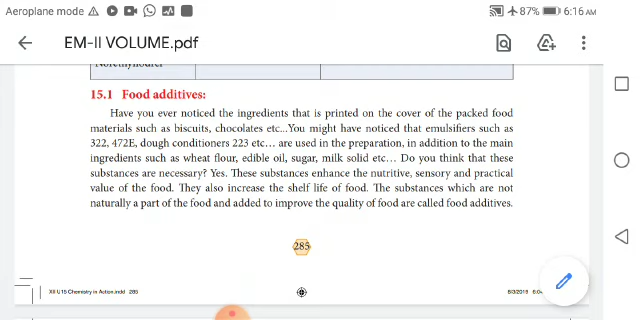 Aeroplane mode 87% 6:16 AM
EM-II VOLUME.pdf
15.1 Food additives:
Have you ever noticed the ingredients that is printed on the cover of the packed food
materials such as biscuits, chocolates etc...You might have noticed that emulsifiers such as
322, 472E, dough conditioners 223 etc… are used in the preparation, in addition to the main
ingredients such as wheat flour, edible oil, sugar, milk solid etc… Do you think that these
substances are necessary? Yes. These substances enhance the nutritive, sensory and practical
value of the food. They also increase the shelf life of food. The substances which are not
naturally a part of the food and added to improve the quality of food are called food additives.
285
XII U15 Chemistry in Action.indd 285